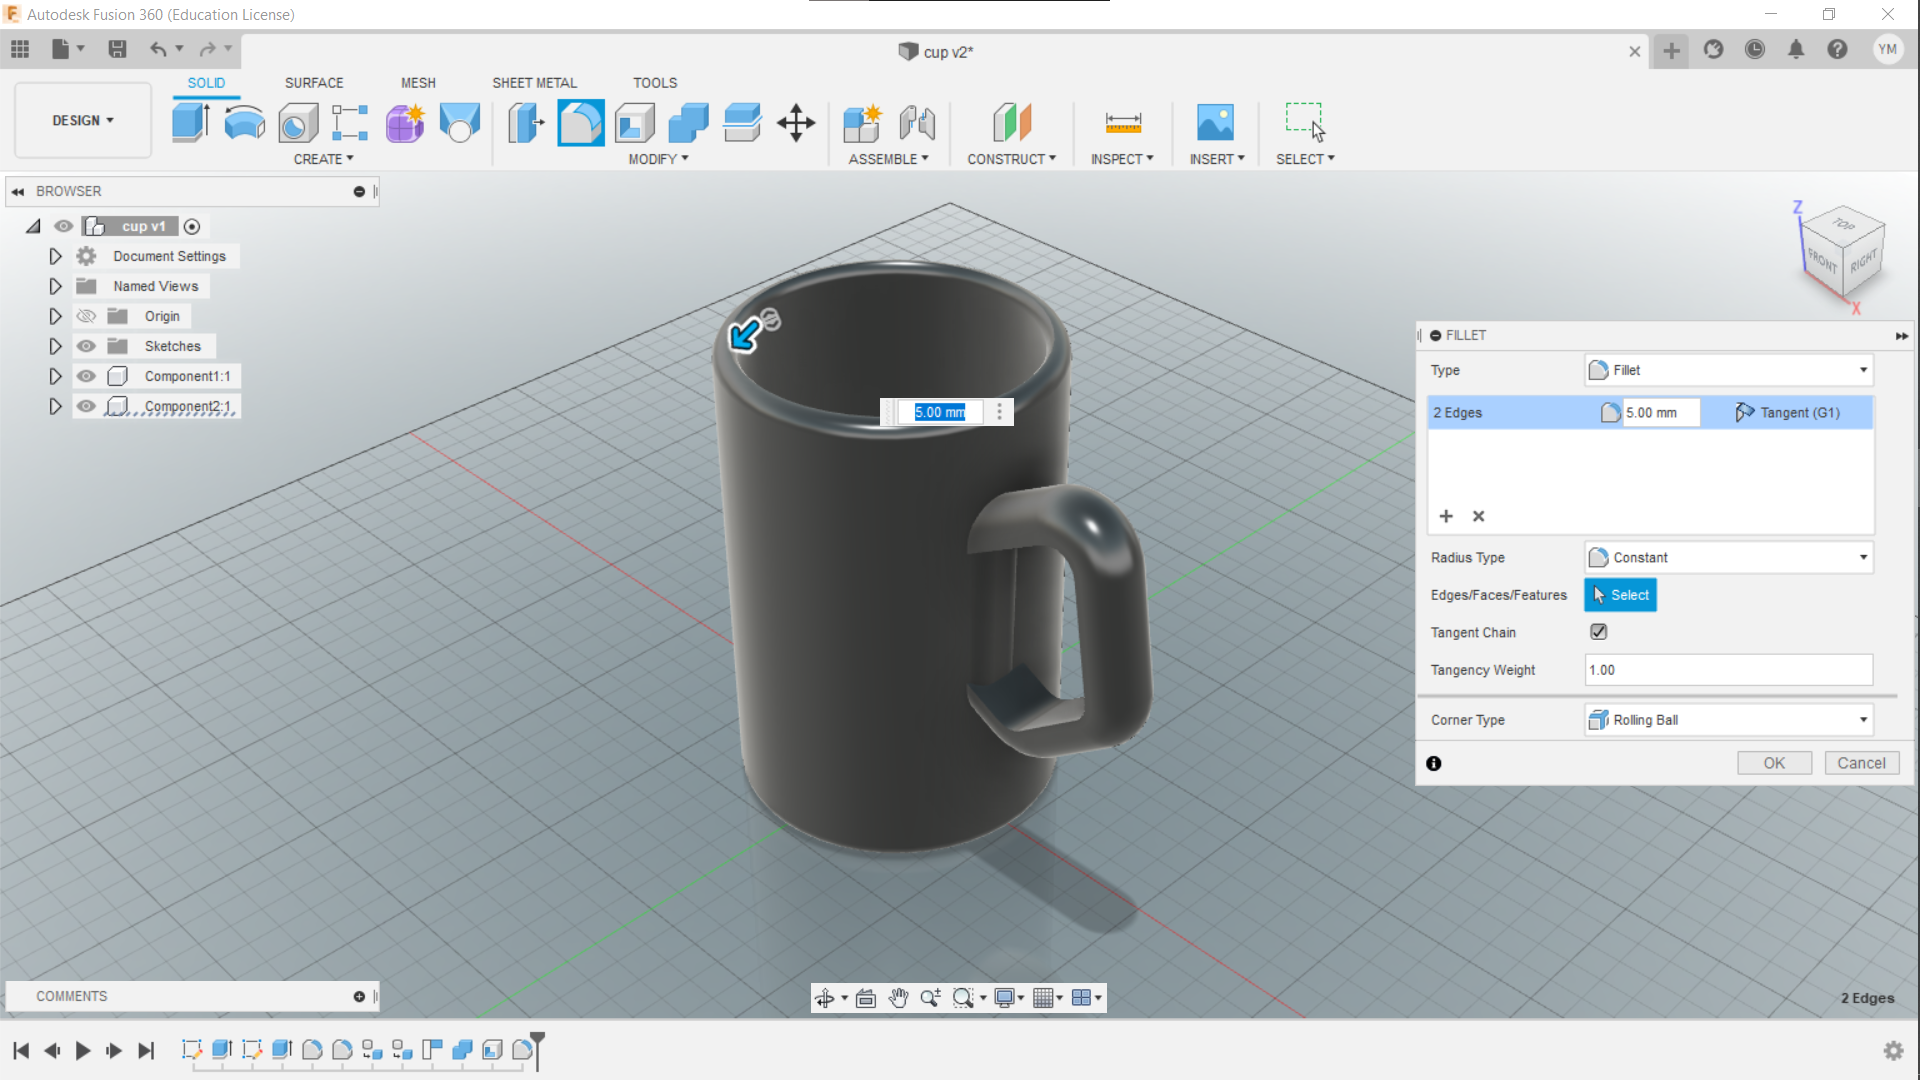 Autodesk Fusion 360 (Education License)
cup v2*
YM
DESIGN
SOLID
SURFACE
MESH
SHEET METAL
TOOLS
CREATE
MODIFY
ASSEMBLE
CONSTRUCT
INSPECT
INSERT
SELECT
BROWSER
cup v1
Document Settings
Named Views
Origin
Sketches
Component1:1
Component2:1
5.00 mm
Z
TOP
FRONT
RIGHT
X
FILLET
Type
Fillet
2 Edges
5.00 mm
Tangent (G1)
Radius Type
Constant
Edges/Faces/Features
Select
Tangent Chain
Tangency Weight
1.00
Corner Type
Rolling Ball
OK
Cancel
COMMENTS
2 Edges